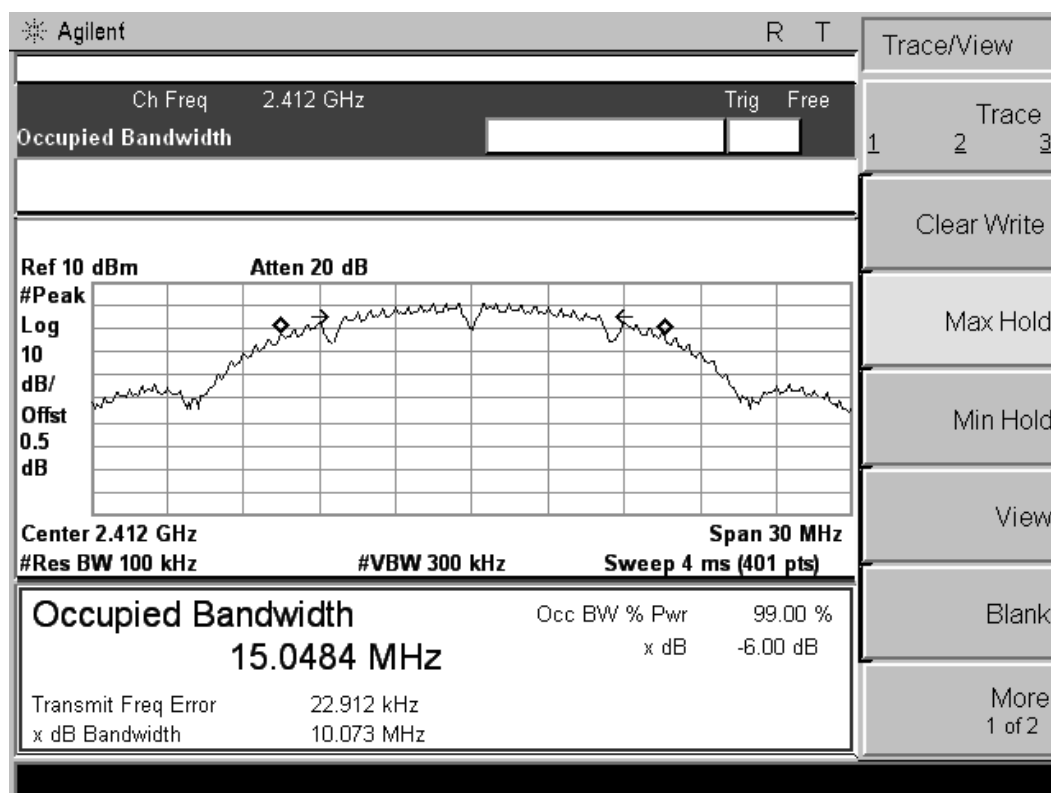 Agilent R T
Trace/View
Ch Freq 2.412 GHz Trig Free
Occupied Bandwidth
Trace
1 2 3
Clear Write
Max Hold
Min Hold
View
Blank
More
1 of 2
Ref 10 dBm Atten 20 dB
#Peak
Log
10
dB/
Offst
0.5
dB
Center 2.412 GHz Span 30 MHz
#Res BW 100 kHz #VBW 300 kHz Sweep 4 ms (401 pts)
Occupied Bandwidth Occ BW % Pwr 99.00 %
15.0484 MHz x dB -6.00 dB
Transmit Freq Error 22.912 kHz
x dB Bandwidth 10.073 MHz